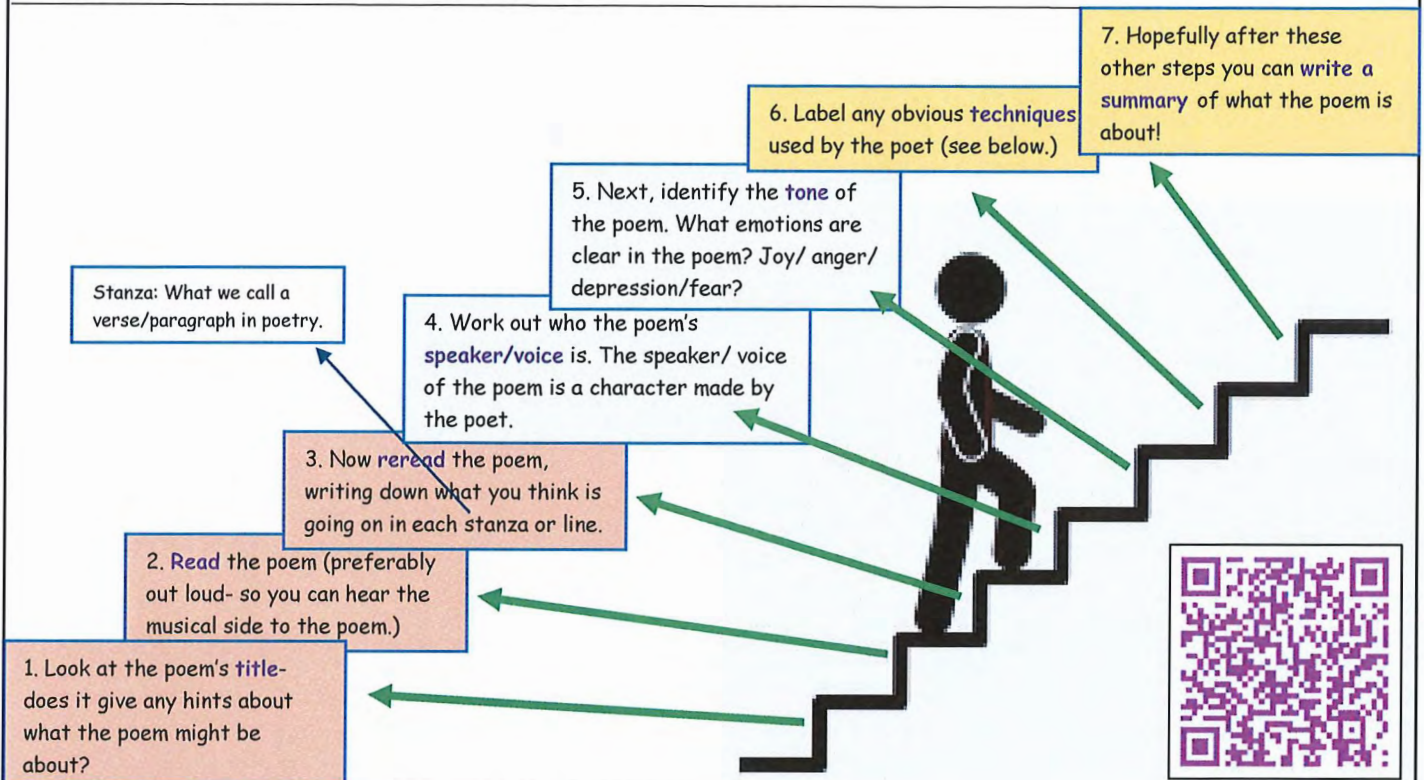 7. Hopefully after these
other steps you can write a
summary of what the poem is
about!
6. Label any obvious techniques
used by the poet (see below.)
5. Next, identify the tone of
the poem. What emotions are
clear in the poem? Joy/ anger/
depression/fear?
Stanza: What we call a
verse/paragraph in poetry.
4. Work out who the poem's
speaker/voice is. The speaker/ voice
of the poem is a character made by
the poet.
3. Now reread the poem,
writing down what you think is
going on in each stanza or line.
2. Read the poem (preferably
out loud- so you can hear the
musical side to the poem.)
1. Look at the poem's title-
does it give any hints about
what the poem might be
about?